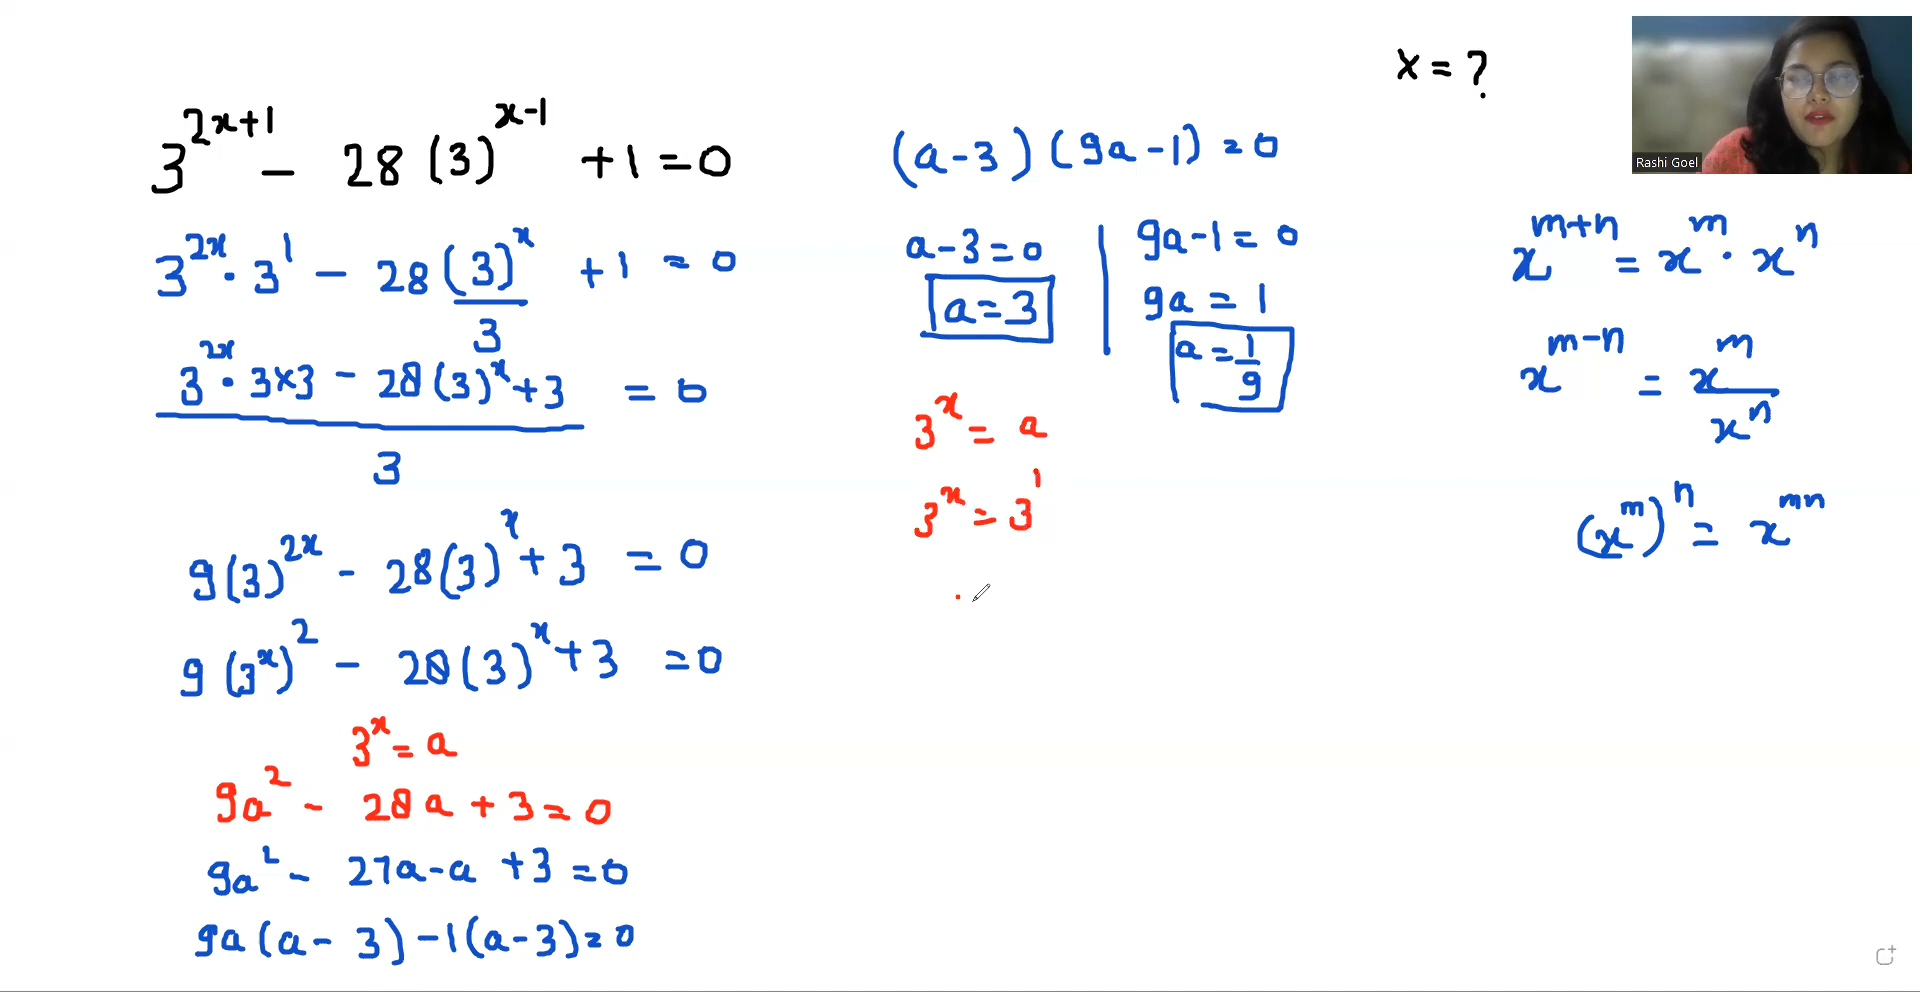 3^{2x+1} - 28(3)^{x-1} + 1 = 0
3^{2x} · 3^1 - 28 (3)^x/3 + 1 = 0
(3^{2x} · 3×3 - 28(3)^x + 3)/3 = 0
9(3)^{2x} - 28(3)^x + 3 = 0
9(3^x)^2 - 28(3)^x + 3 = 0
3^x = a
9a^2 - 28a + 3 = 0
9a^2 - 27a - a + 3 = 0
9a(a - 3) - 1(a - 3) = 0
(a - 3)(9a - 1) = 0
a - 3 = 0
a = 3
9a - 1 = 0
9a = 1
a = 1/9
3^x = a
3^x = 3^1
x = ?
Rashi Goel
x^{m+n} = x^m · x^n
x^{m-n} = x^m/x^n
(x^m)^n = x^{mn}